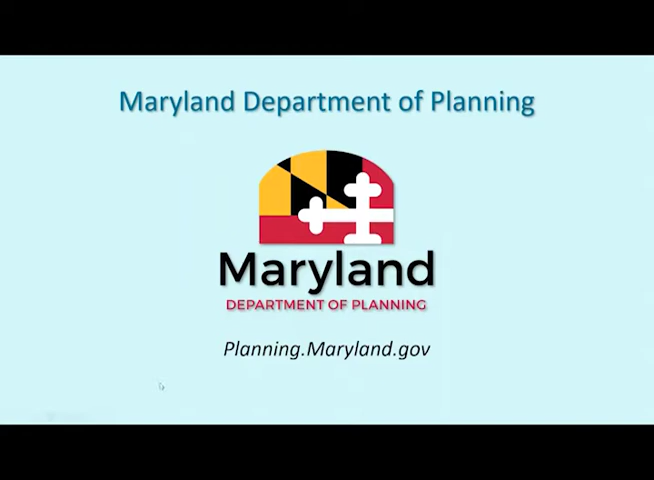 Maryland Department of Planning
Maryland
DEPARTMENT OF PLANNING
Planning.Maryland.gov